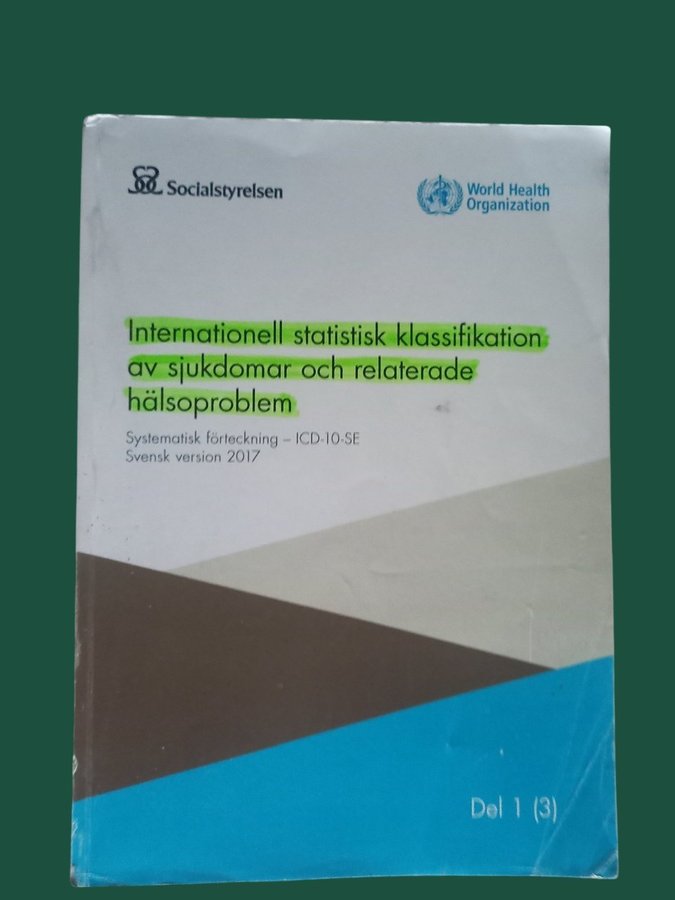 Socialstyrelsen
World Health
Organization
Internationell statistisk klassifikation
av sjukdomar och relaterade
hälsoproblem
Systematisk förteckning – ICD-10-SE
Svensk version 2017
Del 1 (3)